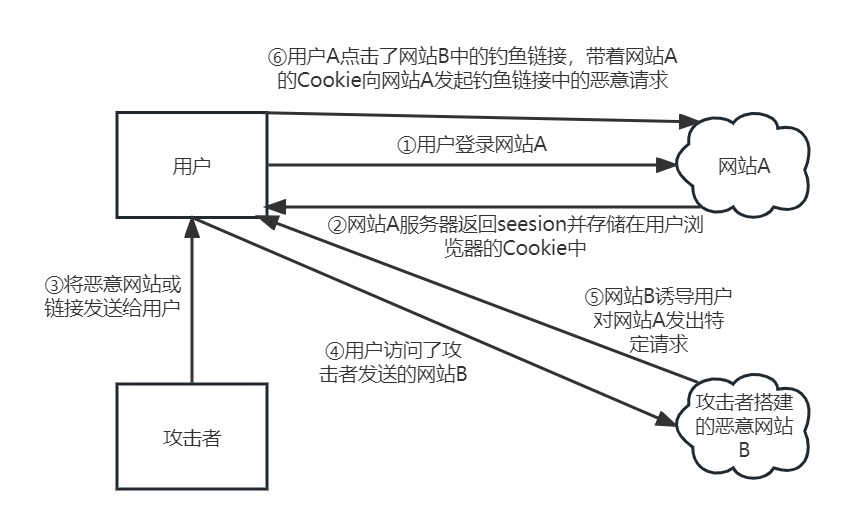 ⑥用户A点击了网站B中的钓鱼链接，带着网站A
的Cookie向网站A发起钓鱼链接中的恶意请求
用户
①用户登录网站A
网站A
②网站A服务器返回seesion并存储在用户浏
览器的Cookie中
③将恶意网站或
链接发送给用户
⑤网站B诱导用户
对网站A发出特
定请求
④用户访问了攻
击者发送的网站B
攻击者
攻击者搭建
的恶意网站
B